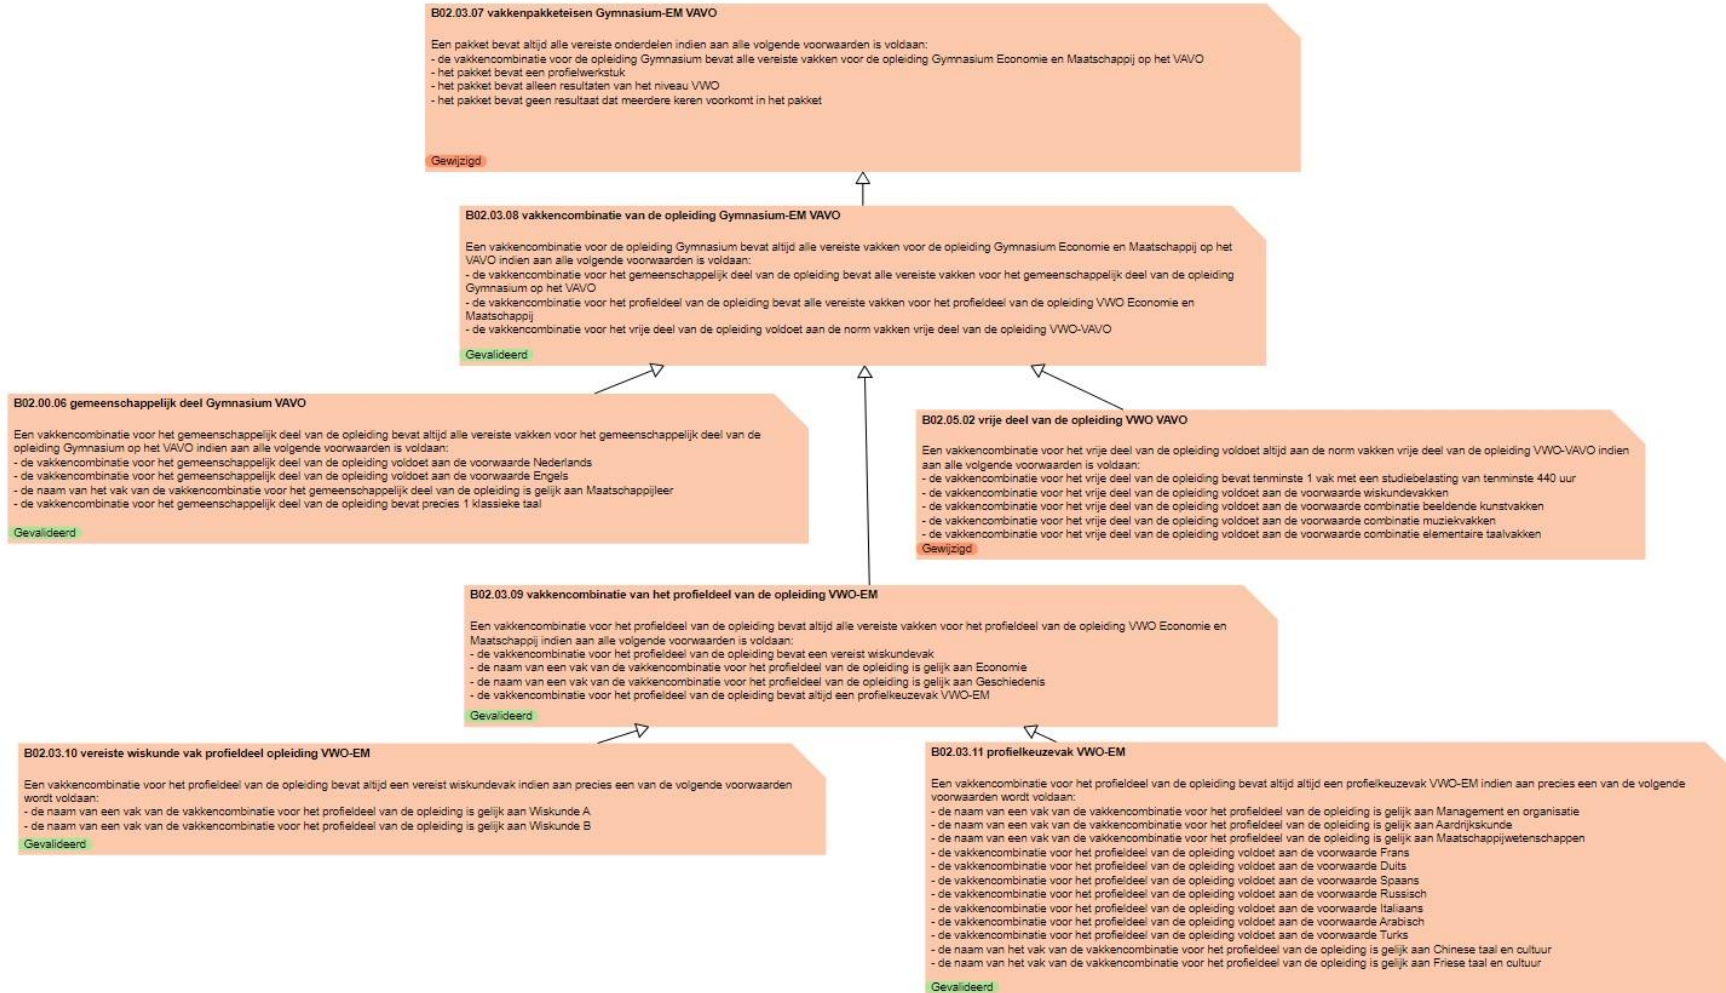 B02.03.07 vakkenpakketeisen Gymnasium-EM VAVO
Een pakket bevat altijd alle vereiste onderdelen indien aan alle volgende voorwaarden is voldaan:
- de vakkencombinatie voor de opleiding Gymnasium bevat alle vereiste vakken voor de opleiding Gymnasium Economie en Maatschappij op het VAVO
- het pakket bevat een profielwerkstuk
- het pakket bevat alleen resultaten van het niveau VWO
- het pakket bevat geen resultaat dat meerdere keren voorkomt in het pakket
Gewijzigd
B02.03.08 vakkencombinatie van de opleiding Gymnasium-EM VAVO
Een vakkencombinatie voor de opleiding Gymnasium bevat altijd alle vereiste vakken voor de opleiding Gymnasium Economie en Maatschappij op het
VAVO indien aan alle volgende voorwaarden is voldaan:
- de vakkencombinatie voor het gemeenschappelijk deel van de opleiding bevat alle vereiste vakken voor het gemeenschappelijk deel van de opleiding
Gymnasium op het VAVO
- de vakkencombinatie voor het profieldeel van de opleiding bevat alle vereiste vakken voor het profieldeel van de opleiding VWO Economie en
Maatschappij
- de vakkencombinatie voor het vrije deel van de opleiding voldoet aan de norm vakken vrije deel van de opleiding VWO-VAVO
Gevalideerd
B02.00.06 gemeenschappelijk deel Gymnasium VAVO
Een vakkencombinatie voor het gemeenschappelijk deel van de opleiding bevat altijd alle vereiste vakken voor het gemeenschappelijk deel van de
opleiding Gymnasium op het VAVO indien aan alle volgende voorwaarden is voldaan:
- de vakkencombinatie voor het gemeenschappelijk deel van de opleiding voldoet aan de voorwaarde Nederlands
- de vakkencombinatie voor het gemeenschappelijk deel van de opleiding voldoet aan de voorwaarde Engels
- de naam van het vak van de vakkencombinatie voor het gemeenschappelijk deel van de opleiding is gelijk aan Maatschappijleer
- de vakkencombinatie voor het gemeenschappelijk deel van de opleiding bevat precies 1 klassieke taal
Gevalideerd
B02.05.02 vrije deel van de opleiding VWO VAVO
Een vakkencombinatie voor het vrije deel van de opleiding voldoet altijd aan de norm vakken vrije deel van de opleiding VWO-VAVO indien
aan alle volgende voorwaarden is voldaan:
- de vakkencombinatie voor het vrije deel van de opleiding bevat tenminste 1 vak met een studiebelasting van tenminste 440 uur
- de vakkencombinatie voor het vrije deel van de opleiding voldoet aan de voorwaarde wiskundevakken
- de vakkencombinatie voor het vrije deel van de opleiding voldoet aan de voorwaarde combinatie beeldende kunstvakken
- de vakkencombinatie voor het vrije deel van de opleiding voldoet aan de voorwaarde combinatie muziekvakken
- de vakkencombinatie voor het vrije deel van de opleiding voldoet aan de voorwaarde combinatie elementaire taalvakken
Gewijzigd
B02.03.09 vakkencombinatie van het profieldeel van de opleiding VWO-EM
Een vakkencombinatie voor het profieldeel van de opleiding bevat altijd alle vereiste vakken voor het profieldeel van de opleiding VWO Economie en
Maatschappij indien aan alle volgende voorwaarden is voldaan:
- de vakkencombinatie voor het profieldeel van de opleiding bevat een vereist wiskundevak
- de naam van een vak van de vakkencombinatie voor het profieldeel van de opleiding is gelijk aan Economie
- de naam van een vak van de vakkencombinatie voor het profieldeel van de opleiding is gelijk aan Geschiedenis
- de vakkencombinatie voor het profieldeel van de opleiding bevat altijd een profielkeuzevak VWO-EM
Gevalideerd
B02.03.10 vereiste wiskunde vak profieldeel opleiding VWO-EM
Een vakkencombinatie voor het profieldeel van de opleiding bevat altijd een vereist wiskundevak indien aan precies een van de volgende voorwaarden
wordt voldaan:
- de naam van een vak van de vakkencombinatie voor het profieldeel van de opleiding is gelijk aan Wiskunde A
- de naam van een vak van de vakkencombinatie voor het profieldeel van de opleiding is gelijk aan Wiskunde B
Gevalideerd
B02.03.11 profielkeuzevak VWO-EM
Een vakkencombinatie voor het profieldeel van de opleiding bevat altijd altijd een profielkeuzevak VWO-EM indien aan precies een van de volgende
voorwaarden wordt voldaan:
- de naam van een vak van de vakkencombinatie voor het profieldeel van de opleiding is gelijk aan Management en organisatie
- de naam van een vak van de vakkencombinatie voor het profieldeel van de opleiding is gelijk aan Aardrijkskunde
- de naam van een vak van de vakkencombinatie voor het profieldeel van de opleiding is gelijk aan Maatschappijwetenschappen
- de vakkencombinatie voor het profieldeel van de opleiding voldoet aan de voorwaarde Frans
- de vakkencombinatie voor het profieldeel van de opleiding voldoet aan de voorwaarde Duits
- de vakkencombinatie voor het profieldeel van de opleiding voldoet aan de voorwaarde Spaans
- de vakkencombinatie voor het profieldeel van de opleiding voldoet aan de voorwaarde Russisch
- de vakkencombinatie voor het profieldeel van de opleiding voldoet aan de voorwaarde Italiaans
- de vakkencombinatie voor het profieldeel van de opleiding voldoet aan de voorwaarde Arabisch
- de vakkencombinatie voor het profieldeel van de opleiding voldoet aan de voorwaarde Turks
- de naam van het vak van de vakkencombinatie voor het profieldeel van de opleiding is gelijk aan Chinese taal en cultuur
- de naam van het vak van de vakkencombinatie voor het profieldeel van de opleiding is gelijk aan Friese taal en cultuur
Gevalideerd